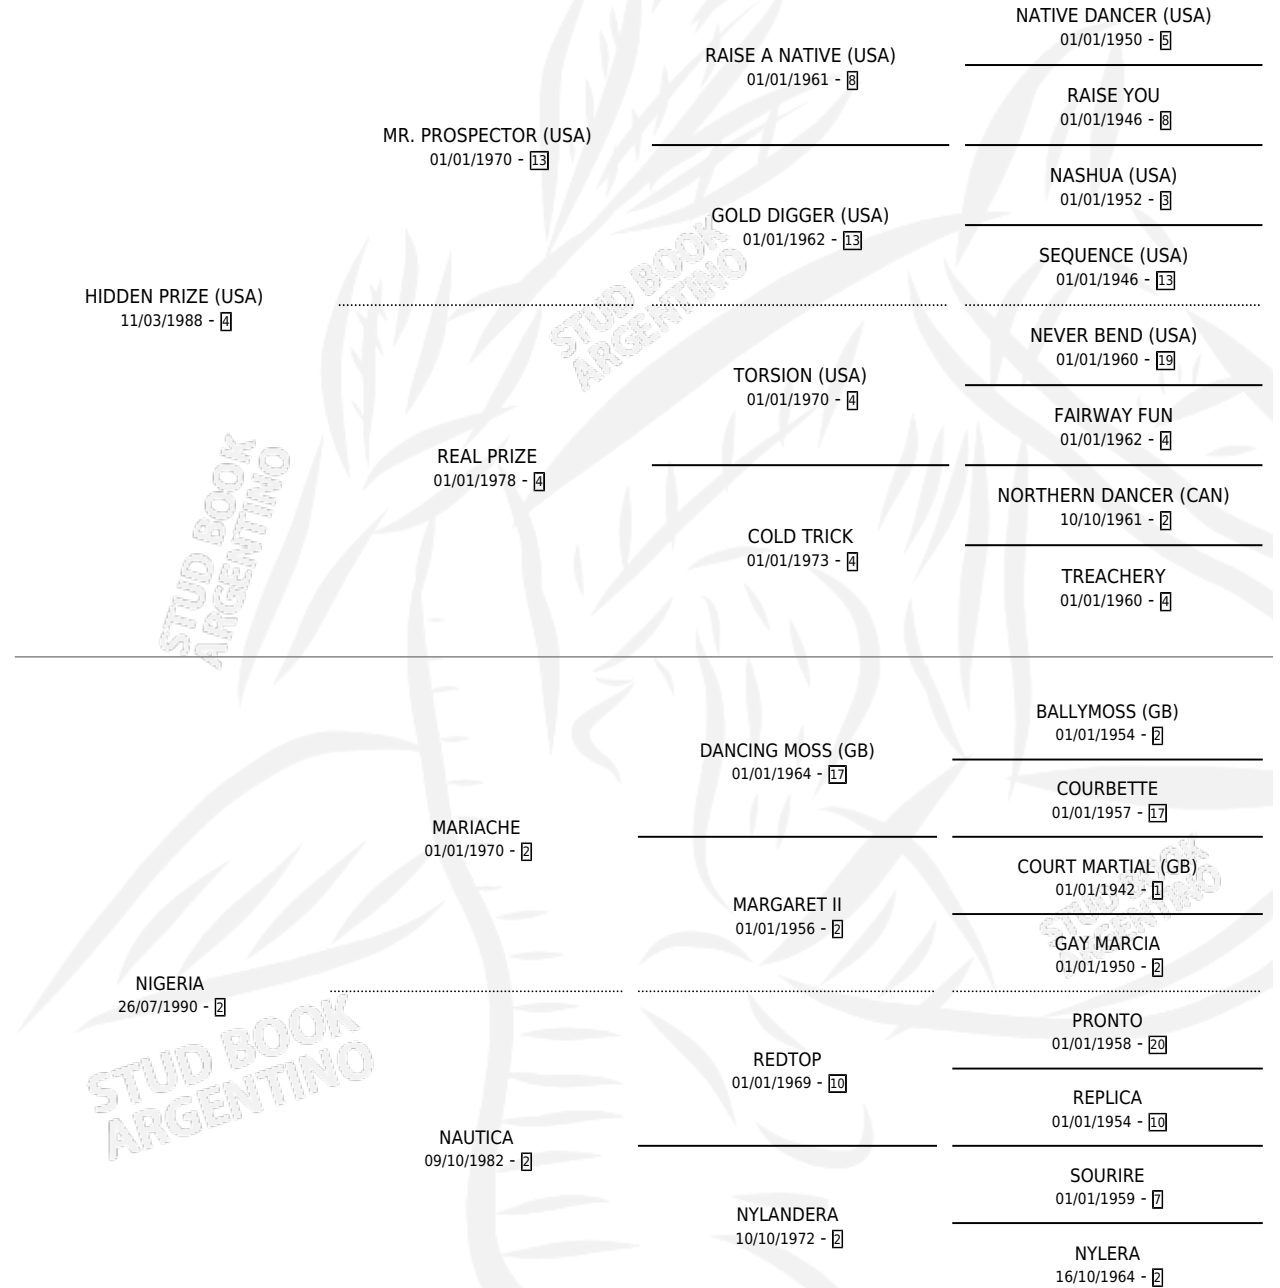 NATIVE DANCER (USA)
01/01/1950 - 5
RAISE A NATIVE (USA)
01/01/1961 - 8
RAISE YOU
01/01/1946 - 8
MR. PROSPECTOR (USA)
01/01/1970 - 13
NASHUA (USA)
01/01/1952 - 3
GOLD DIGGER (USA)
01/01/1962 - 13
SEQUENCE (USA)
01/01/1946 - 13
HIDDEN PRIZE (USA)
11/03/1988 - 4
NEVER BEND (USA)
01/01/1960 - 19
TORSION (USA)
01/01/1970 - 4
FAIRWAY FUN
01/01/1962 - 4
REAL PRIZE
01/01/1978 - 4
NORTHERN DANCER (CAN)
10/10/1961 - 2
COLD TRICK
01/01/1973 - 4
TREACHERY
01/01/1960 - 4
BALLYMOSS (GB)
01/01/1954 - 2
DANCING MOSS (GB)
01/01/1964 - 17
COURBETTE
01/01/1957 - 17
MARIACHE
01/01/1970 - 2
COURT MARTIAL (GB)
01/01/1942 - 1
MARGARET II
01/01/1956 - 2
GAY MARCIA
01/01/1950 - 2
NIGERIA
26/07/1990 - 2
PRONTO
01/01/1958 - 20
REDTOP
01/01/1969 - 10
REPLICA
01/01/1954 - 10
NAUTICA
09/10/1982 - 2
SOURIRE
01/01/1959 - 7
NYLANDERA
10/10/1972 - 2
NYLERA
16/10/1964 - 2
STUD BOOK
ARGENTINO
STUD BOOK
ARGENTINO
STUD BOOK
ARGENTINO
STUD BOOK
ARGENTINO